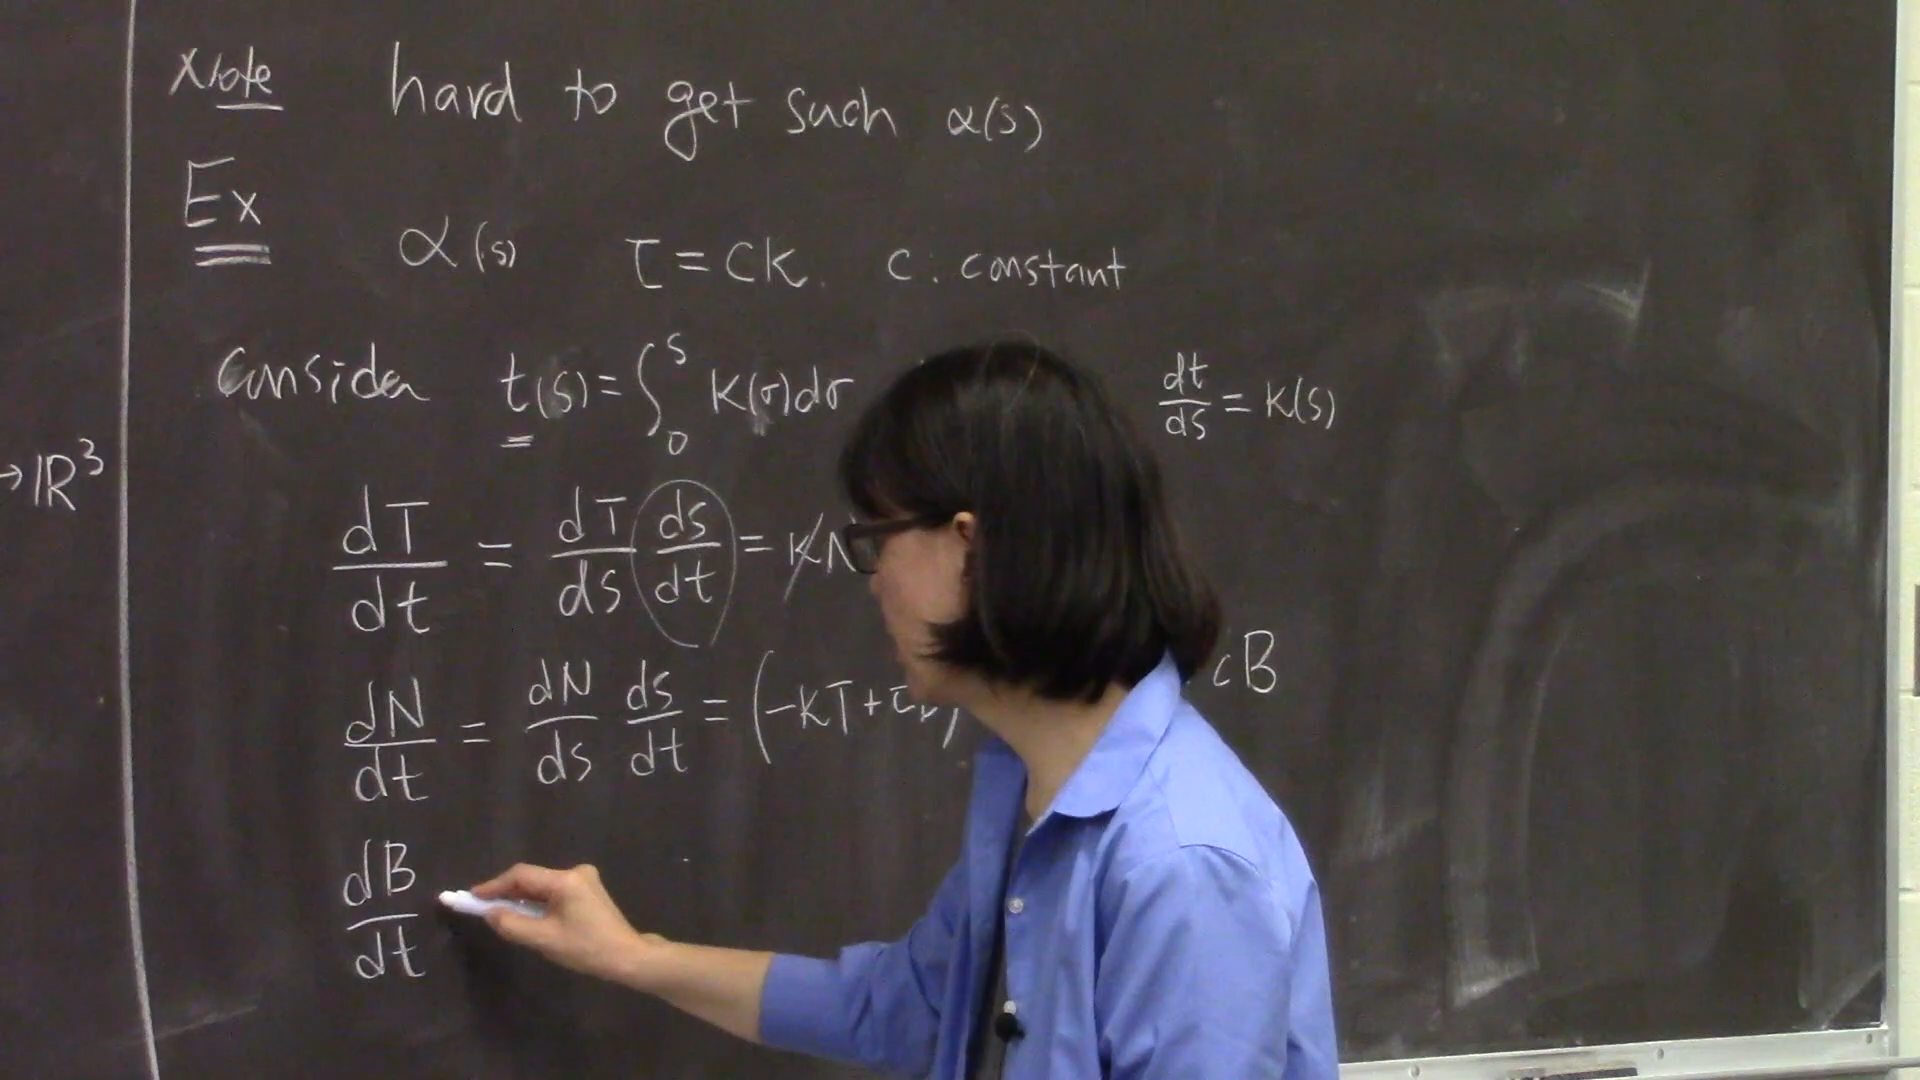 Note hard to get such α(s)
Ex α(s) τ = cκ. c: constant
Consider t(s) = ∫₀ˢ κ(σ)dσ dt/ds = κ(s)
→ ℝ³
dT/dt = dT/ds ds/dt = κN
dN/dt = dN/ds ds/dt = (-κT + τB) cB
dB/dt